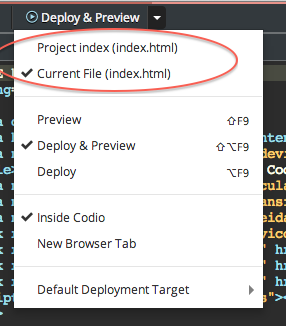 Deploy & Preview
Project index (index.html)
Current File (index.html)
Preview ⇧F9
Deploy & Preview ⇧⌥F9
Deploy ⌥F9
Inside Codio
New Browser Tab
Default Deployment Target